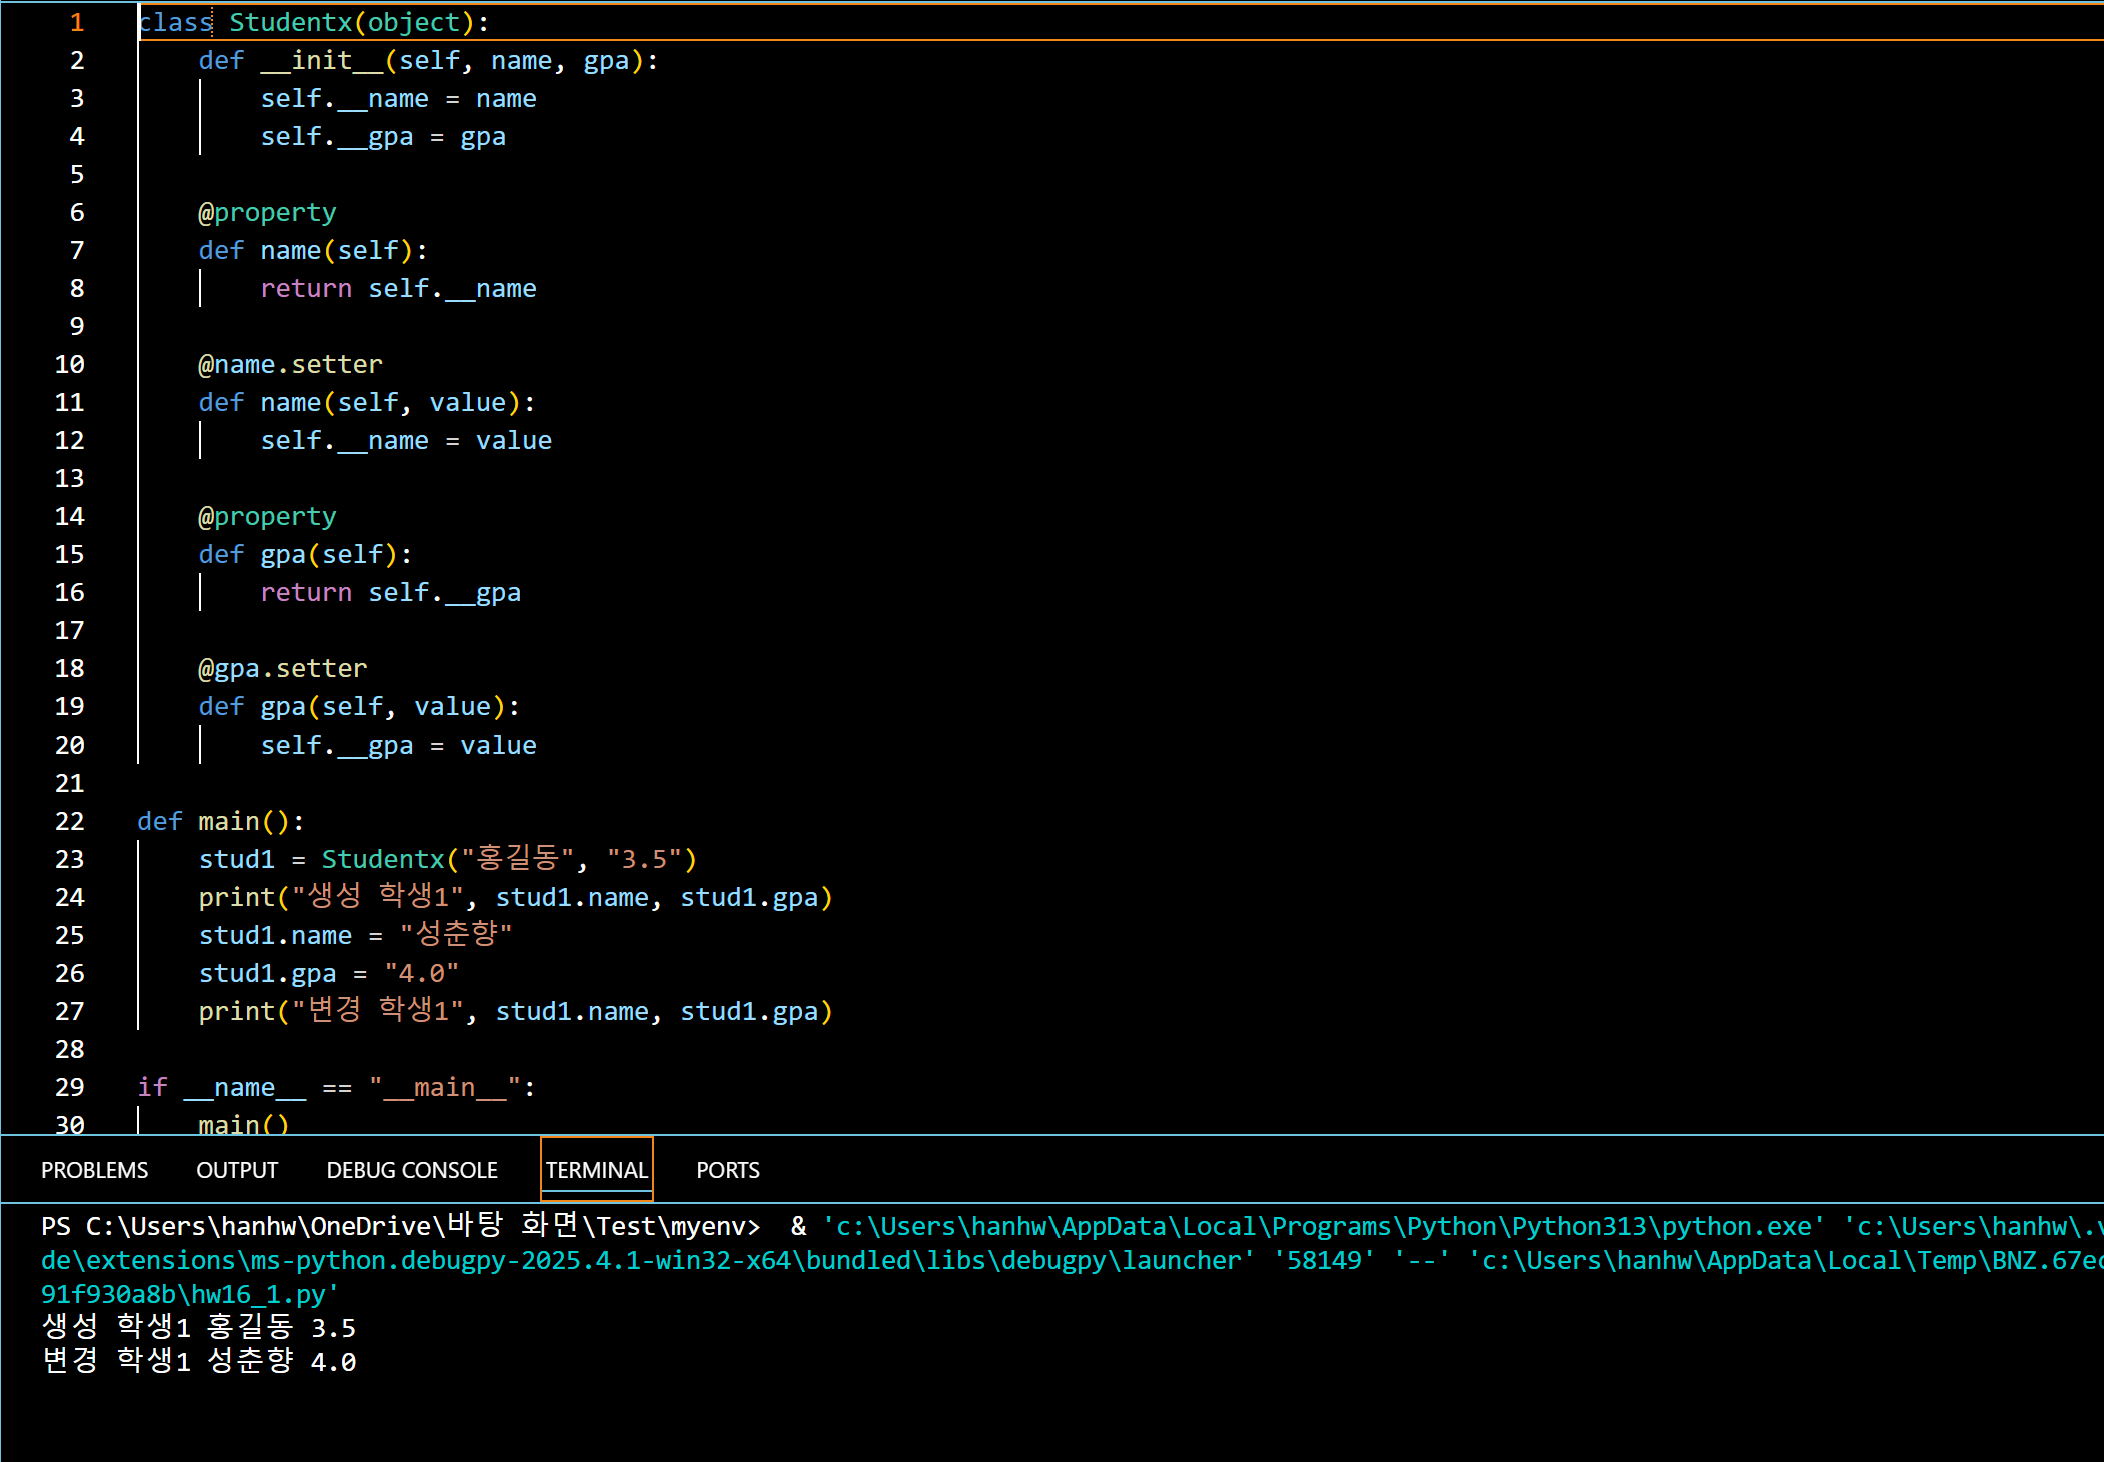 1 class Studentx(object):
2     def __init__(self, name, gpa):
3         self.__name = name
4         self.__gpa = gpa
5
6     @property
7     def name(self):
8         return self.__name
9
10     @name.setter
11     def name(self, value):
12         self.__name = value
13
14     @property
15     def gpa(self):
16         return self.__gpa
17
18     @gpa.setter
19     def gpa(self, value):
20         self.__gpa = value
21
22 def main():
23     stud1 = Studentx("홍길동", "3.5")
24     print("생성 학생1", stud1.name, stud1.gpa)
25     stud1.name = "성춘향"
26     stud1.gpa = "4.0"
27     print("변경 학생1", stud1.name, stud1.gpa)
28
29 if __name__ == "__main__":
30     main()
PROBLEMS OUTPUT DEBUG CONSOLE TERMINAL PORTS
PS C:\Users\hanhw\OneDrive\바탕 화면\Test\myenv>  & 'c:\Users\hanhw\AppData\Local\Programs\Python\Python313\python.exe' 'c:\Users\hanhw\.v
de\extensions\ms-python.debugpy-2025.4.1-win32-x64\bundled\libs\debugpy\launcher' '58149' '--' 'c:\Users\hanhw\AppData\Local\Temp\BNZ.67ec
91f930a8b\hw16_1.py'
생성 학생1 홍길동 3.5
변경 학생1 성춘향 4.0